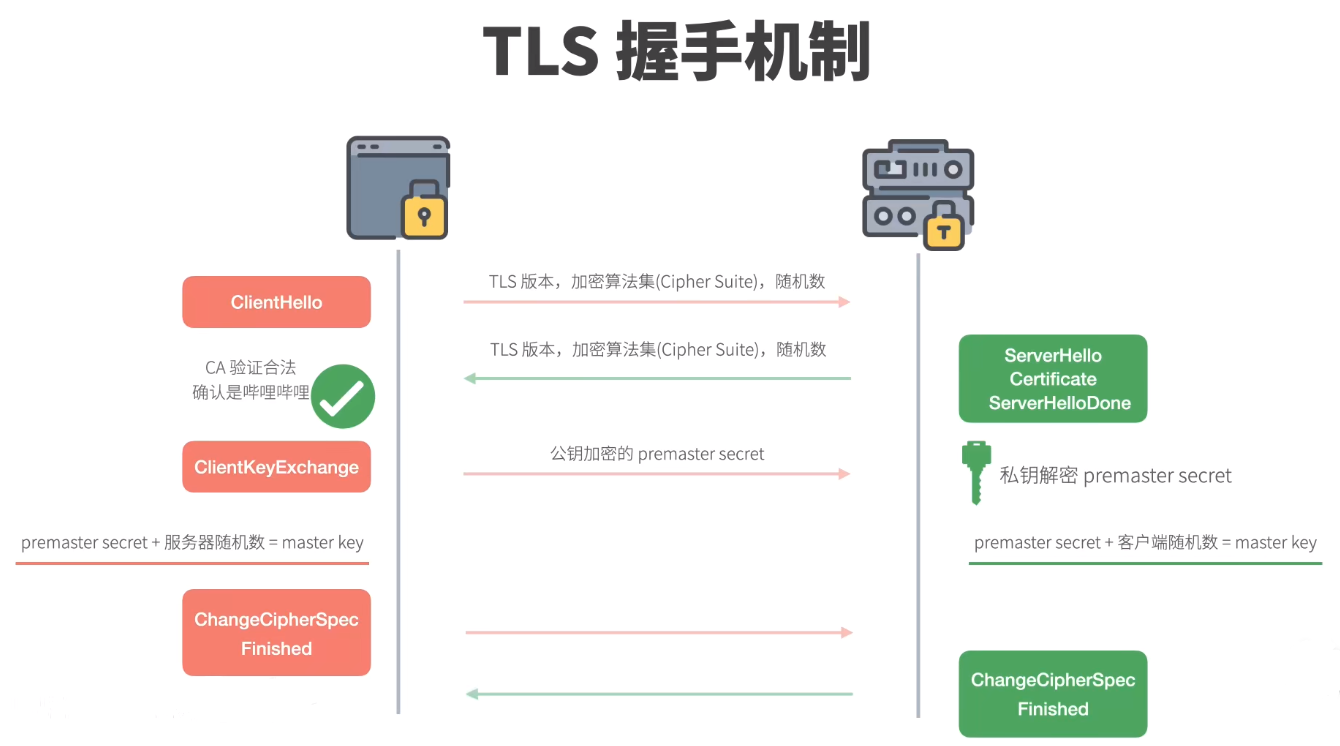 TLS 握手机制
TLS 版本，加密算法集(Cipher Suite)，随机数
ClientHello
TLS 版本，加密算法集(Cipher Suite)，随机数
ServerHello
Certificate
ServerHelloDone
CA 验证合法
确认是哔哩哔哩
公钥加密的 premaster secret
ClientKeyExchange
私钥解密 premaster secret
premaster secret + 服务器随机数 = master key
premaster secret + 客户端随机数 = master key
ChangeCipherSpec
Finished
ChangeCipherSpec
Finished